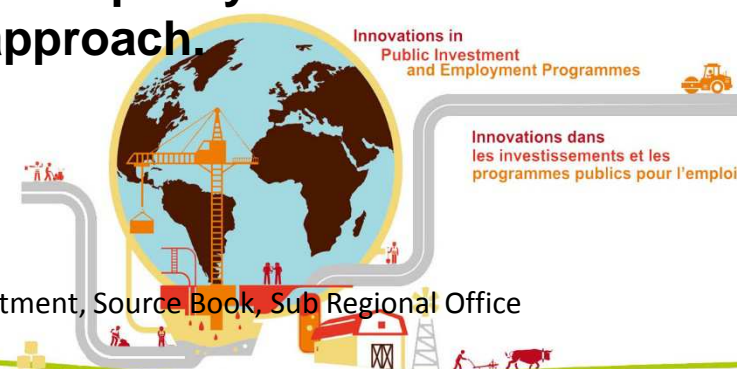 approach.
Innovations in
Public Investment
and Employment Programmes
Innovations dans
les investissements et les
programmes publics pour l'emploi
tment, Source Book, Sub Regional Office